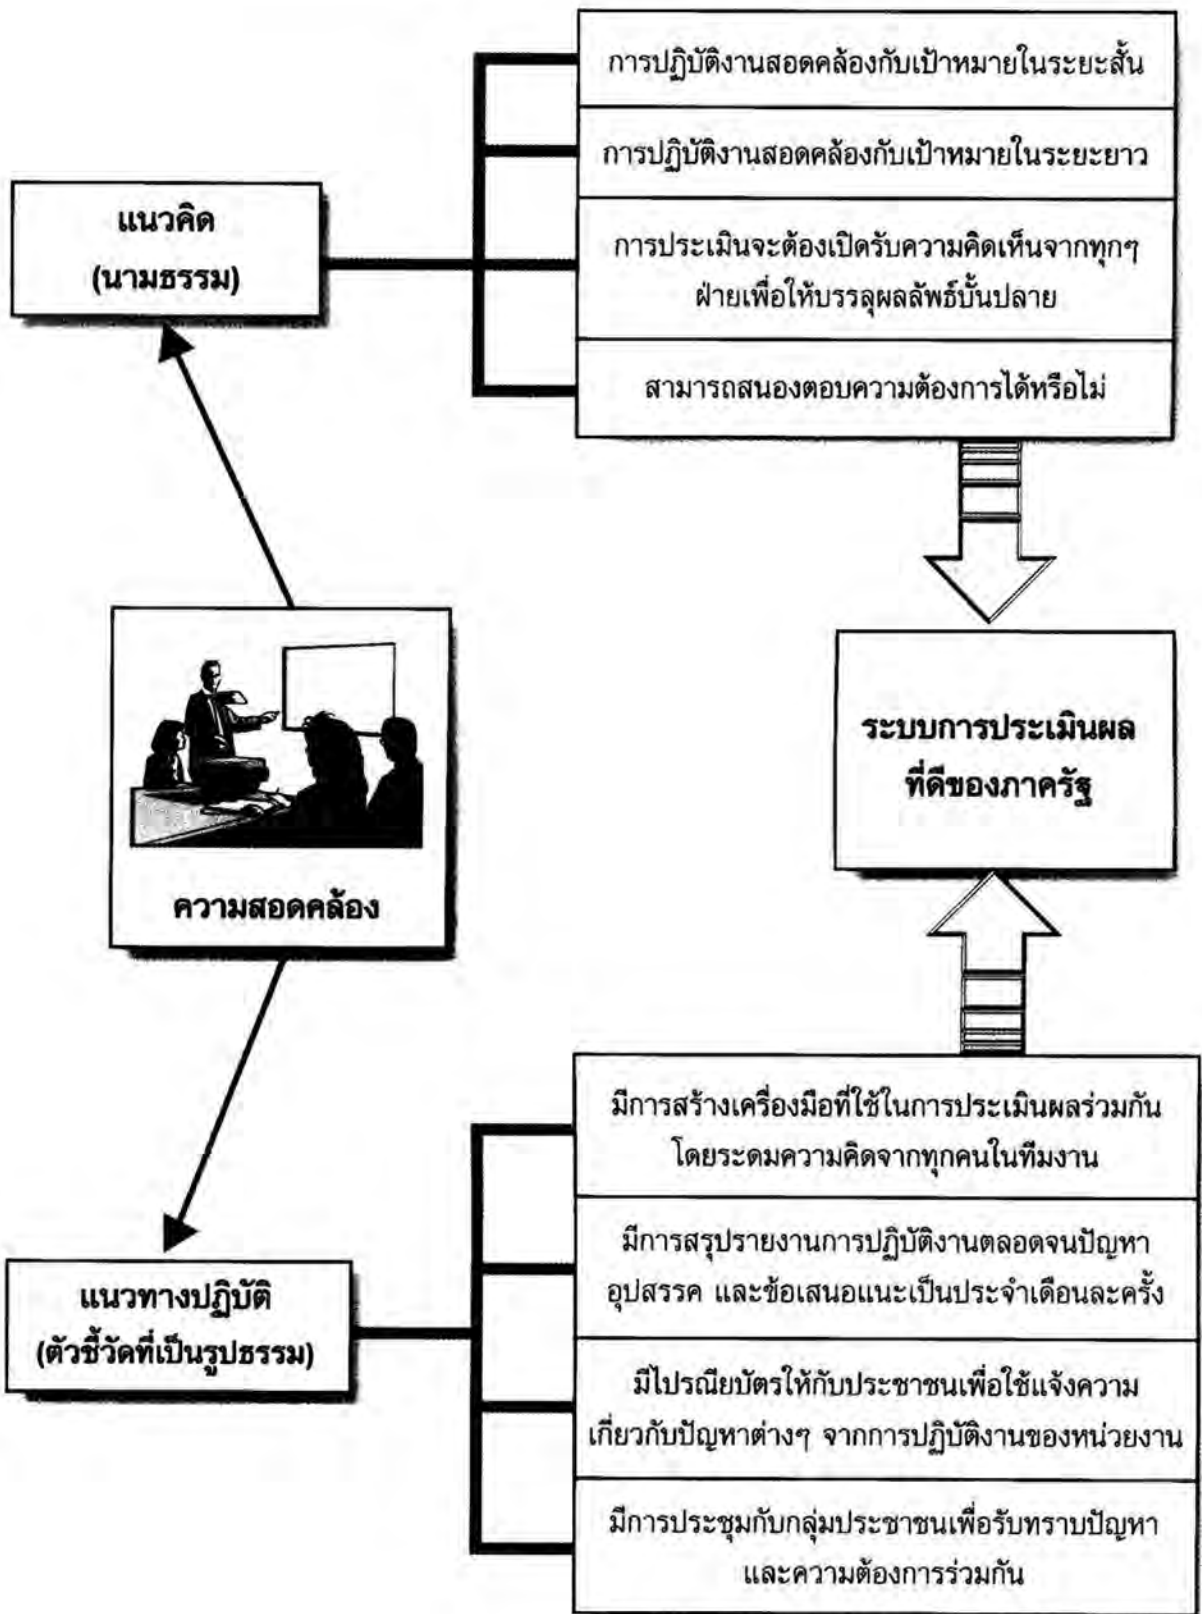 การปฏิบัติงานสอดคล้องกับเป้าหมายในระยะสั้น
การปฏิบัติงานสอดคล้องกับเป้าหมายในระยะยาว
แนวคิด
(นามธรรม)
การประเมินจะต้องเปิดรับความคิดเห็นจากทุกๆ
ฝ่ายเพื่อให้บรรลุผลลัพธ์บั้นปลาย
สามารถสนองตอบความต้องการได้หรือไม่
ระบบการประเมินผล
ที่ดีของภาครัฐ
ความสอดคล้อง
มีการสร้างเครื่องมือที่ใช้ในการประเมินผลร่วมกัน
โดยระดมความคิดจากทุกคนในทีมงาน
มีการสรุปรายงานการปฏิบัติงานตลอดจนปัญหา
อุปสรรค และข้อเสนอแนะเป็นประจำเดือนละครั้ง
แนวทางปฏิบัติ
(ตัวชี้วัดที่เป็นรูปธรรม)
มีไปรณียบัตรให้กับประชาชนเพื่อใช้แจ้งความ
เกี่ยวกับปัญหาต่างๆ จากการปฏิบัติงานของหน่วยงาน
มีการประชุมกับกลุ่มประชาชนเพื่อรับทราบปัญหา
และความต้องการร่วมกัน